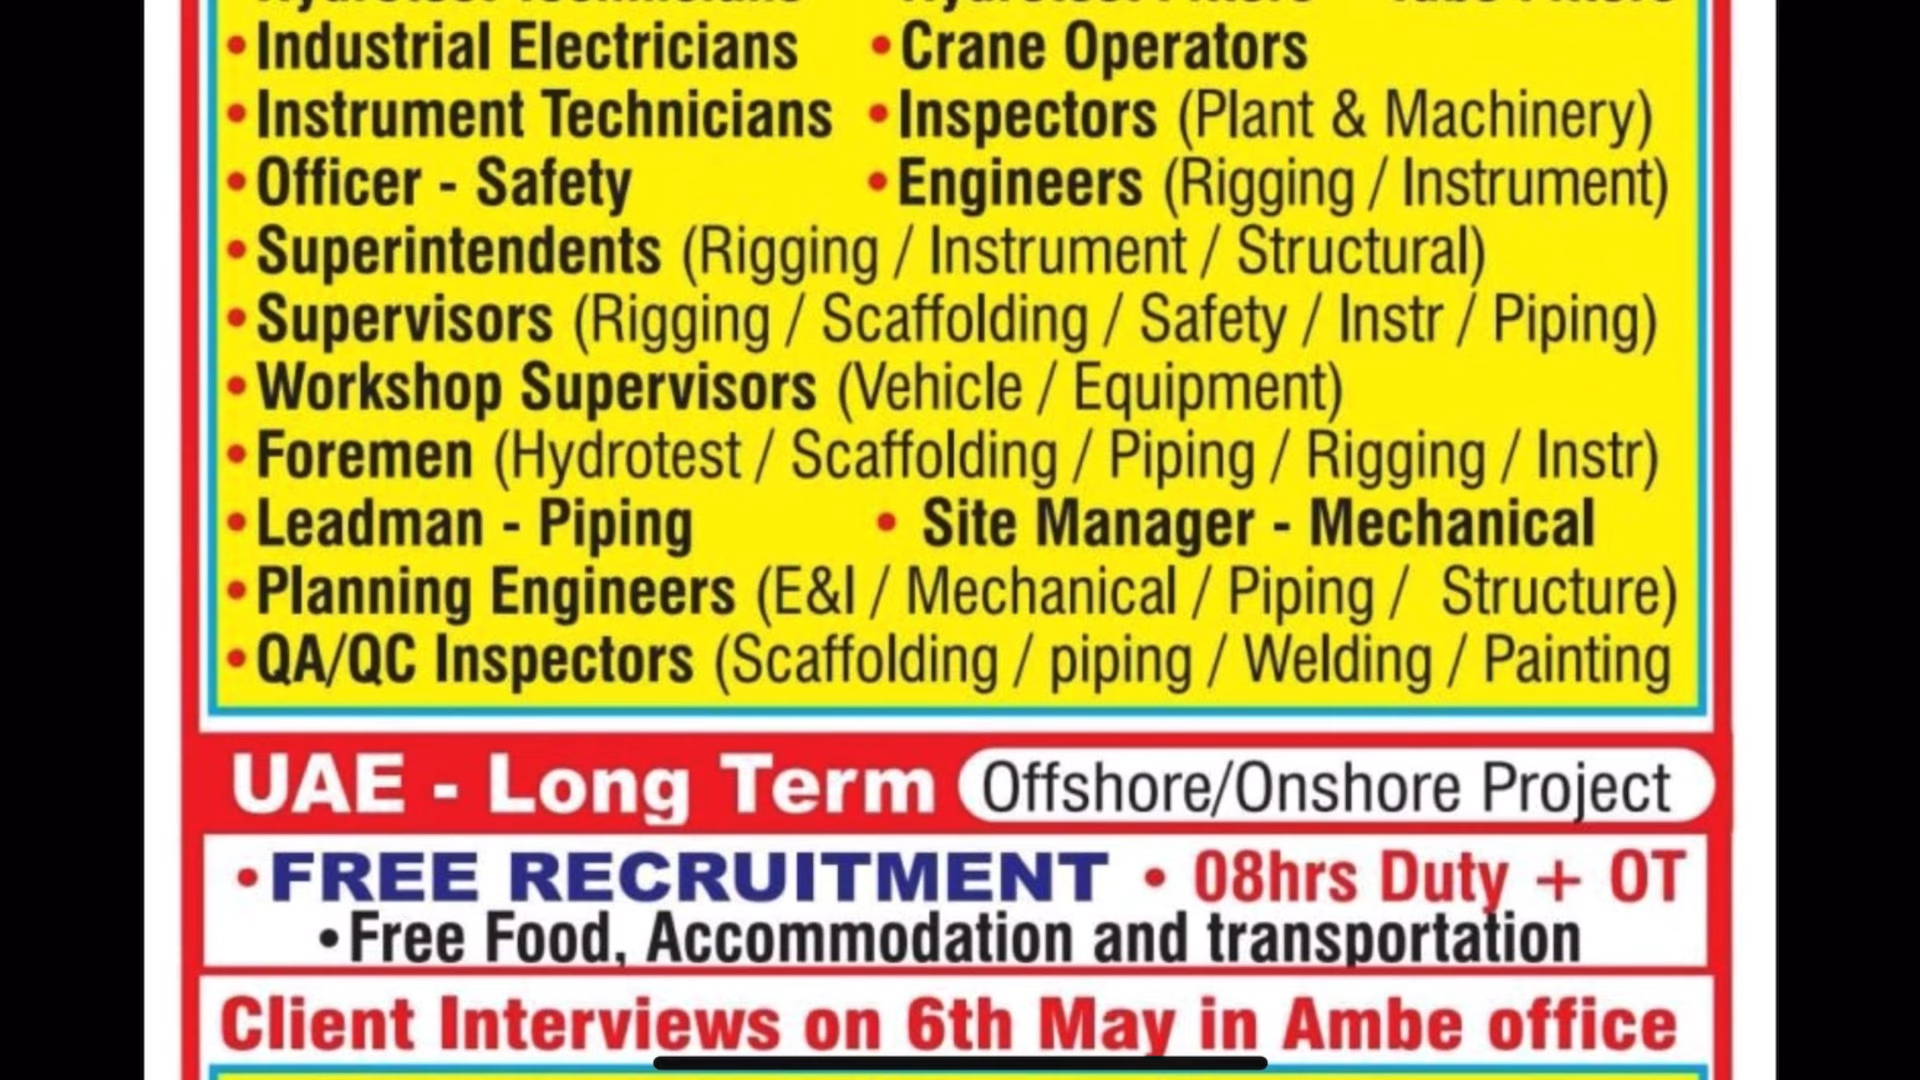 • Industrial Electricians • Crane Operators
• Instrument Technicians • Inspectors (Plant & Machinery)
• Officer - Safety • Engineers (Rigging / Instrument)
• Superintendents (Rigging / Instrument / Structural)
• Supervisors (Rigging / Scaffolding / Safety / Instr / Piping)
• Workshop Supervisors (Vehicle / Equipment)
• Foremen (Hydrotest / Scaffolding / Piping / Rigging / Instr)
• Leadman - Piping • Site Manager - Mechanical
• Planning Engineers (E&I / Mechanical / Piping / Structure)
• QA/QC Inspectors (Scaffolding / piping / Welding / Painting
UAE - Long Term Offshore/Onshore Project
• FREE RECRUITMENT • 08hrs Duty + OT
• Free Food, Accommodation and transportation
Client Interviews on 6th May in Ambe office